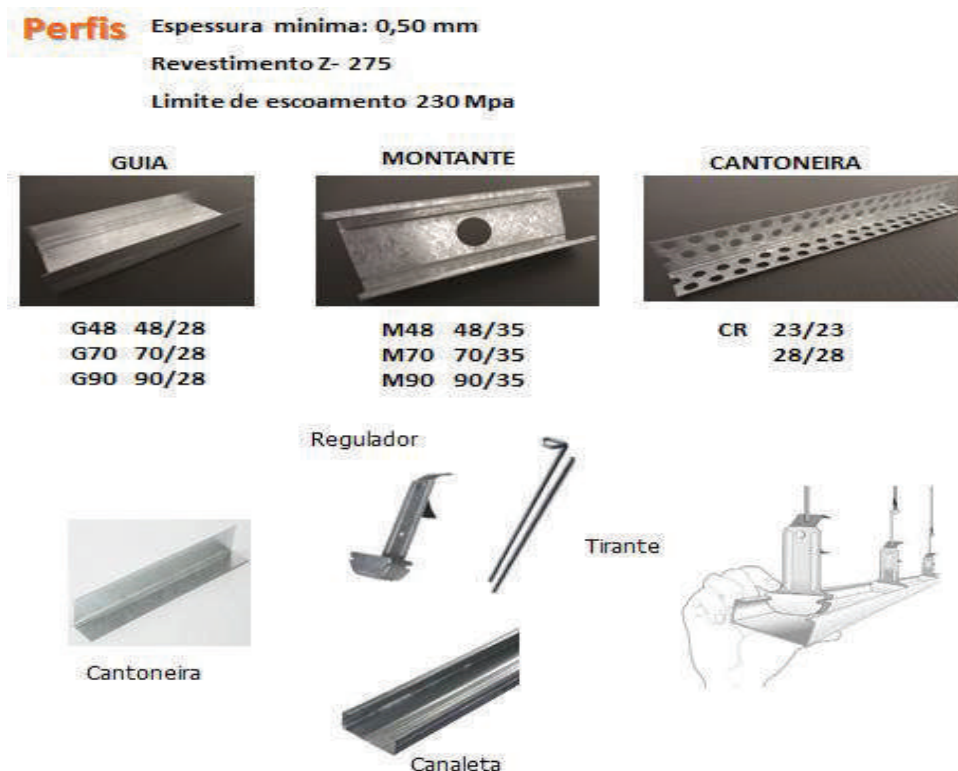 Perfis
Espessura minima: 0,50 mm
Revestimento Z- 275
Limite de escoamento 230 Mpa
GUIA
MONTANTE
CANTONEIRA
G48 48/28
G70 70/28
G90 90/28
M48 48/35
M70 70/35
M90 90/35
CR 23/23
28/28
Regulador
Tirante
Cantoneira
Canaleta